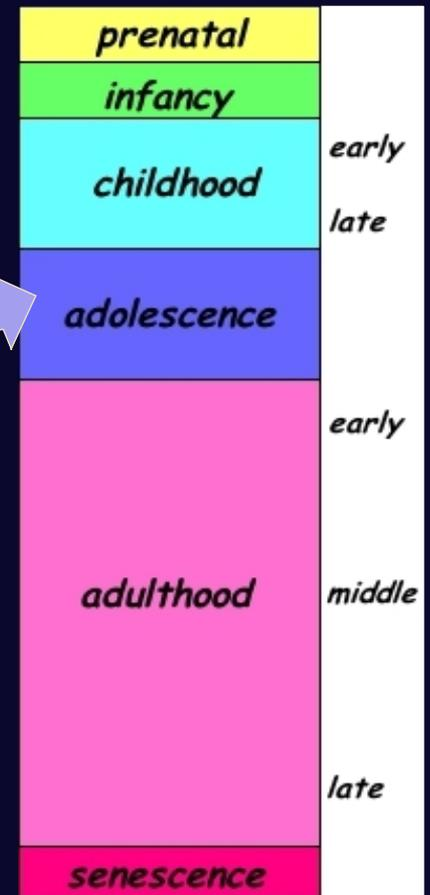 prenatal
infancy
early
childhood
late
adolescence
early
adulthood
middle
late
senescence